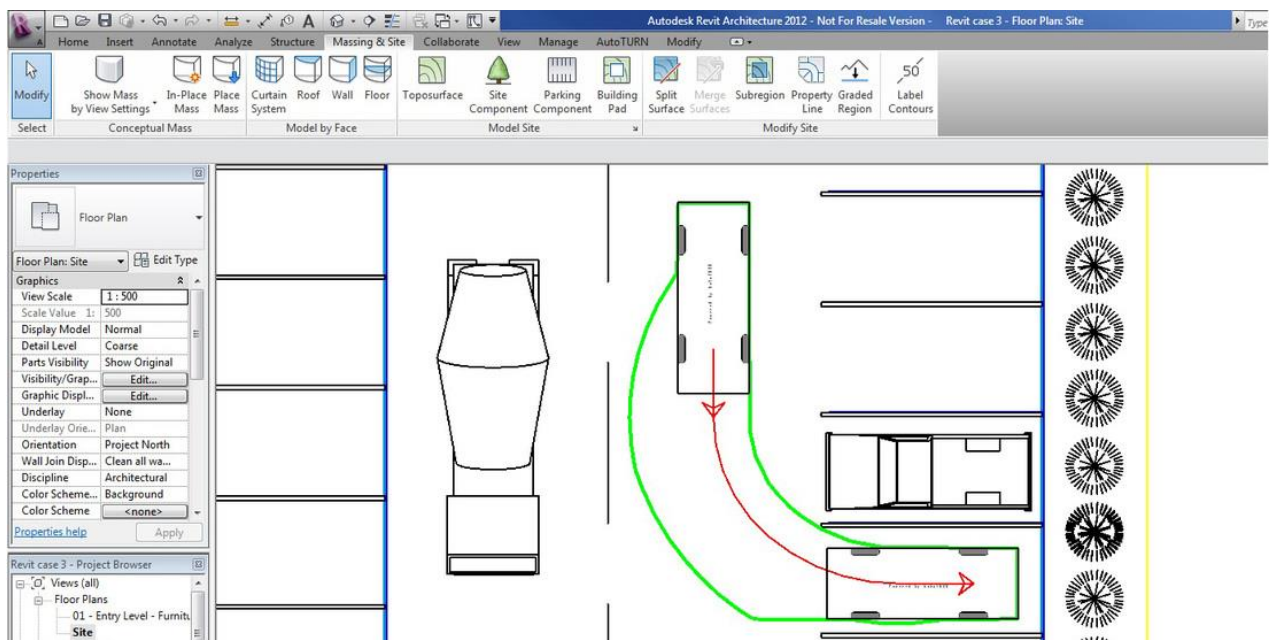 Autodesk Revit Architecture 2012 - Not For Resale Version - Revit case 3 - Floor Plan: Site
Type
Home Insert Annotate Analyze Structure Massing & Site Collaborate View Manage AutoTURN Modify
Modify
Show Mass by View Settings
In-Place Mass
Place Mass
Curtain System
Roof
Wall
Floor
Toposurface
Site Component
Parking Component
Building Pad
Split Surface
Merge Surfaces
Subregion
Property Line
Graded Region
50
Label Contours
Select Conceptual Mass Model by Face Model Site Modify Site
Properties
Floor Plan
Floor Plan: Site Edit Type
Graphics
View Scale 1 : 500
Scale Value 1: 500
Display Model Normal
Detail Level Coarse
Parts Visibility Show Original
Visibility/Grap... Edit...
Graphic Displ... Edit...
Underlay None
Underlay Orie... Plan
Orientation Project North
Wall Join Disp... Clean all wa...
Discipline Architectural
Color Scheme... Background
Color Scheme <none>
Properties help Apply
Revit case 3 - Project Browser
Views (all)
Floor Plans
01 - Entry Level - Furnitu
Site